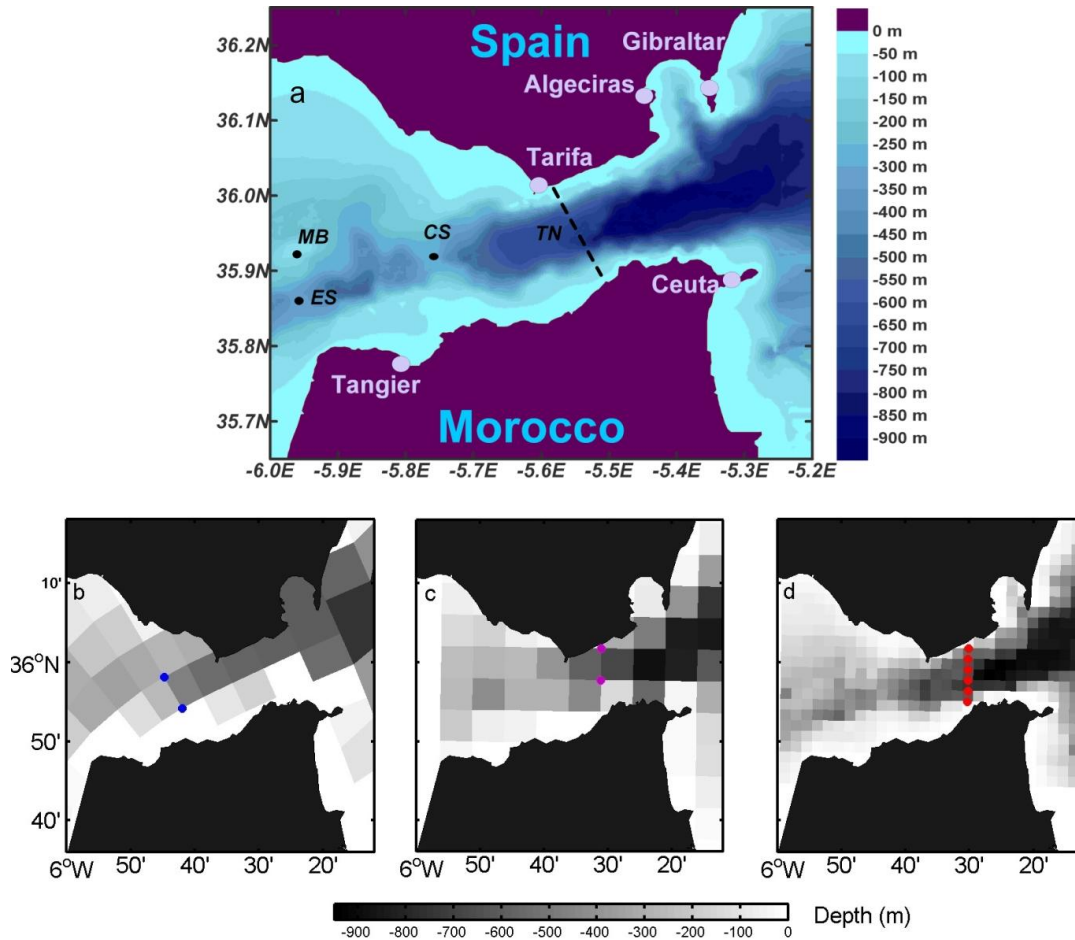 Spain
Gibraltar
Algeciras
a
Tarifa
MB
CS
TN
ES
Ceuta
Tangier
Morocco
36.2N
36.1N
36.0N
35.9N
35.8N
35.7N
-6.0E -5.9E -5.8E -5.7E -5.6E -5.5E -5.4E -5.3E -5.2E
0 m
-50 m
-100 m
-150 m
-200 m
-250 m
-300 m
-350 m
-400 m
-450 m
-500 m
-550 m
-600 m
-650 m
-700 m
-750 m
-800 m
-850 m
-900 m
b
10'
36°N
50'
40'
6°W 50' 40' 30' 20'
c
6°W 50' 40' 30' 20'
d
6°W 50' 40' 30' 20'
-900 -800 -700 -600 -500 -400 -300 -200 -100 0
Depth (m)